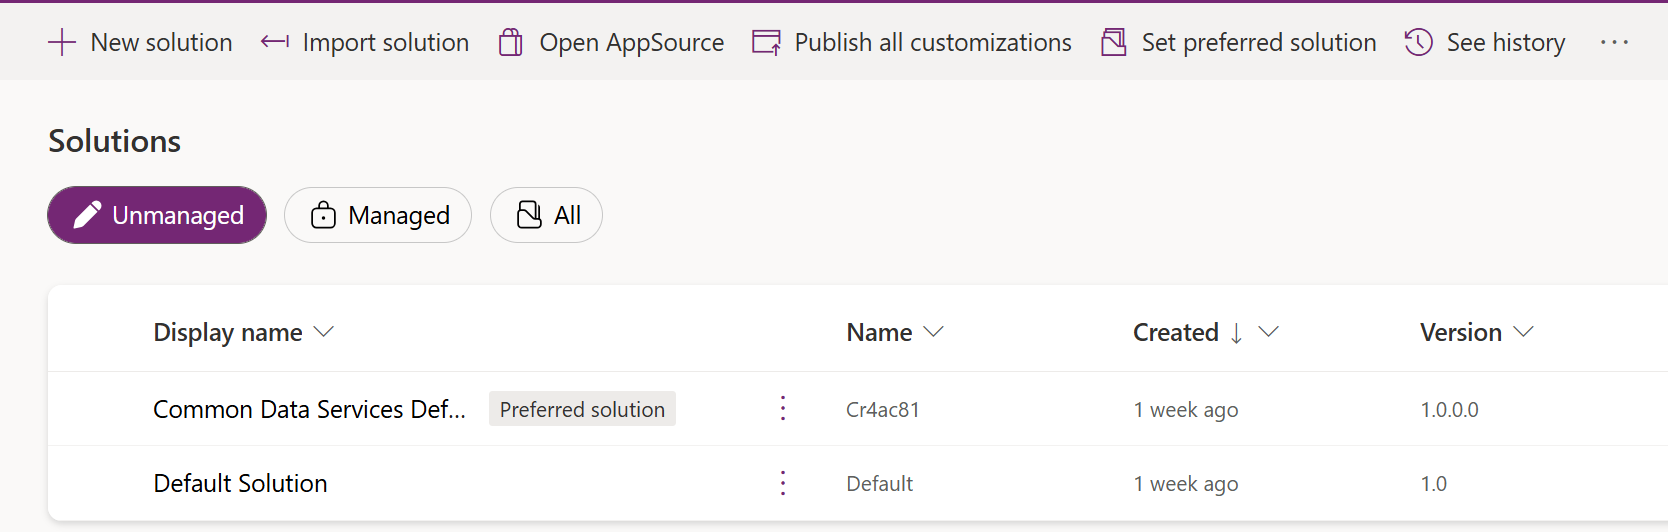 New solution Import solution Open AppSource Publish all customizations Set preferred solution See history ...
Solutions
Unmanaged Managed All
Display name Name Created Version
Common Data Services Def... Preferred solution Cr4ac81 1 week ago 1.0.0.0
Default Solution Default 1 week ago 1.0